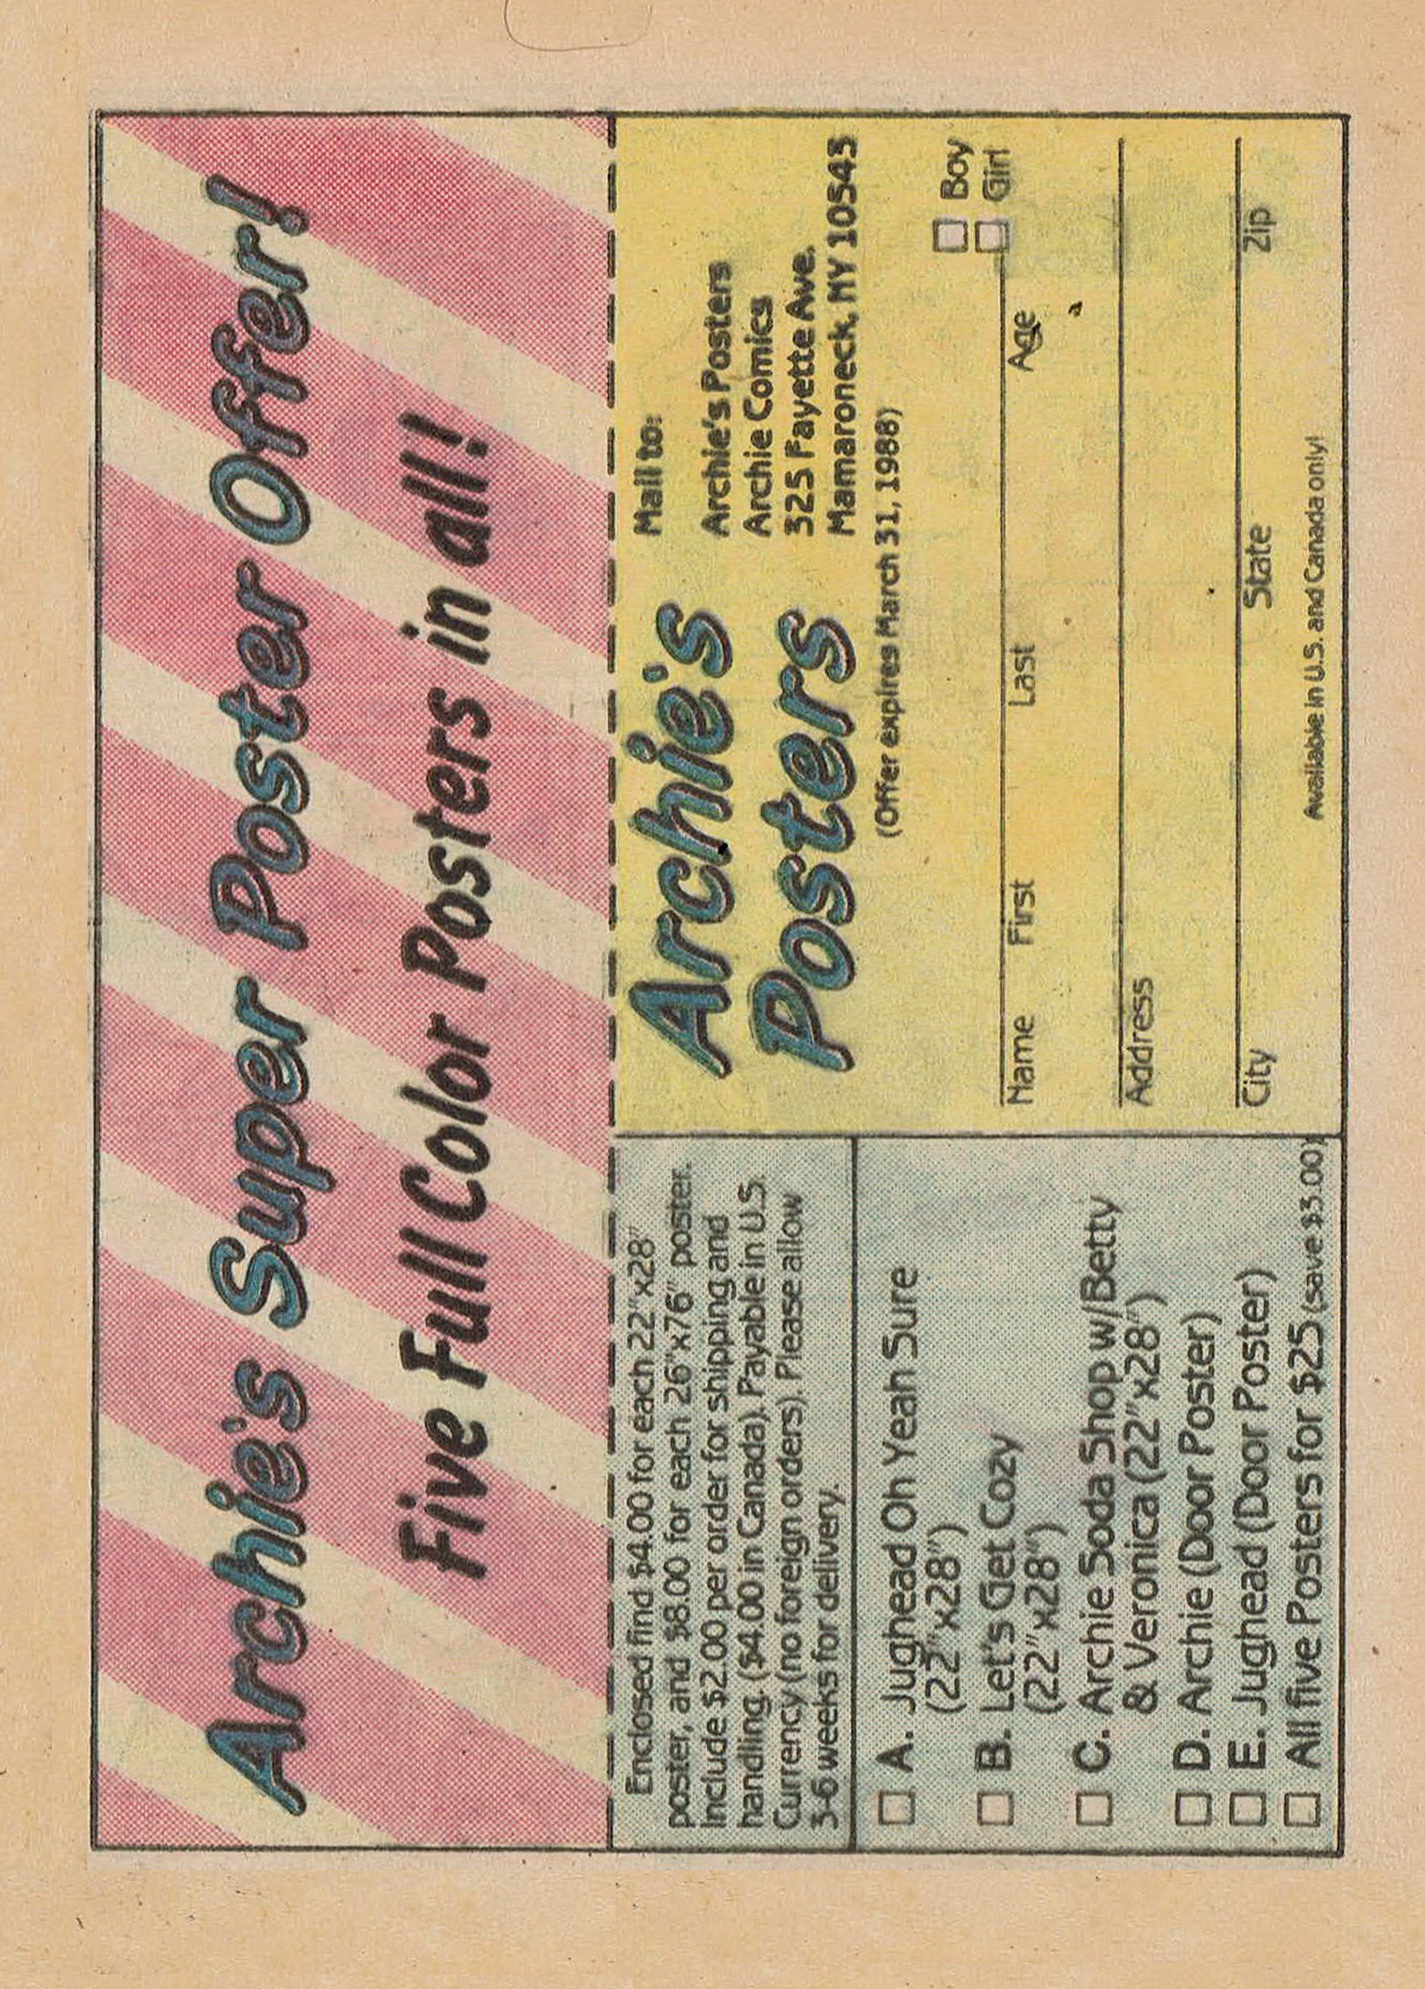 Archie's Super Poster Offer!
Five Full Color Posters in all!
Enclosed find $4.00 for each 22"x28"
poster, and $8.00 for each 26"x76" poster.
Include $2.00 per order for shipping and
handling. ($4.00 in Canada). Payable in U.S.
Currency (no foreign orders). Please allow
3-6 weeks for delivery.
A. Jughead Oh Yeah Sure
(22"x28")
B. Let's Get Cozy
(22"x28")
C. Archie Soda Shop w/Betty
& Veronica (22"x28")
D. Archie (Door Poster)
E. Jughead (Door Poster)
All five Posters for $25 (save $3.00)
Archie's
Posters
Mail to:
Archie's Posters
Archie Comics
325 Fayette Ave.
Mamaroneck, NY 10543
(Offer expires March 31, 1988)
Boy
Girl
Name First Last Age
Address
City State Zip
Available in U.S. and Canada only!